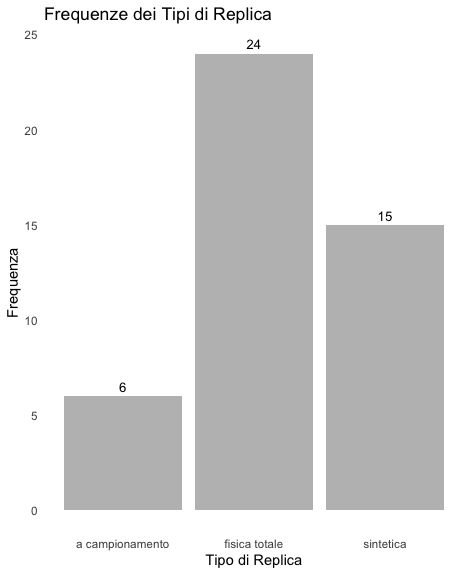 Frequenze dei Tipi di Replica
25
24
20
15
15
Frequenza
10
6
5
0
a campionamento fisica totale sintetica
Tipo di Replica